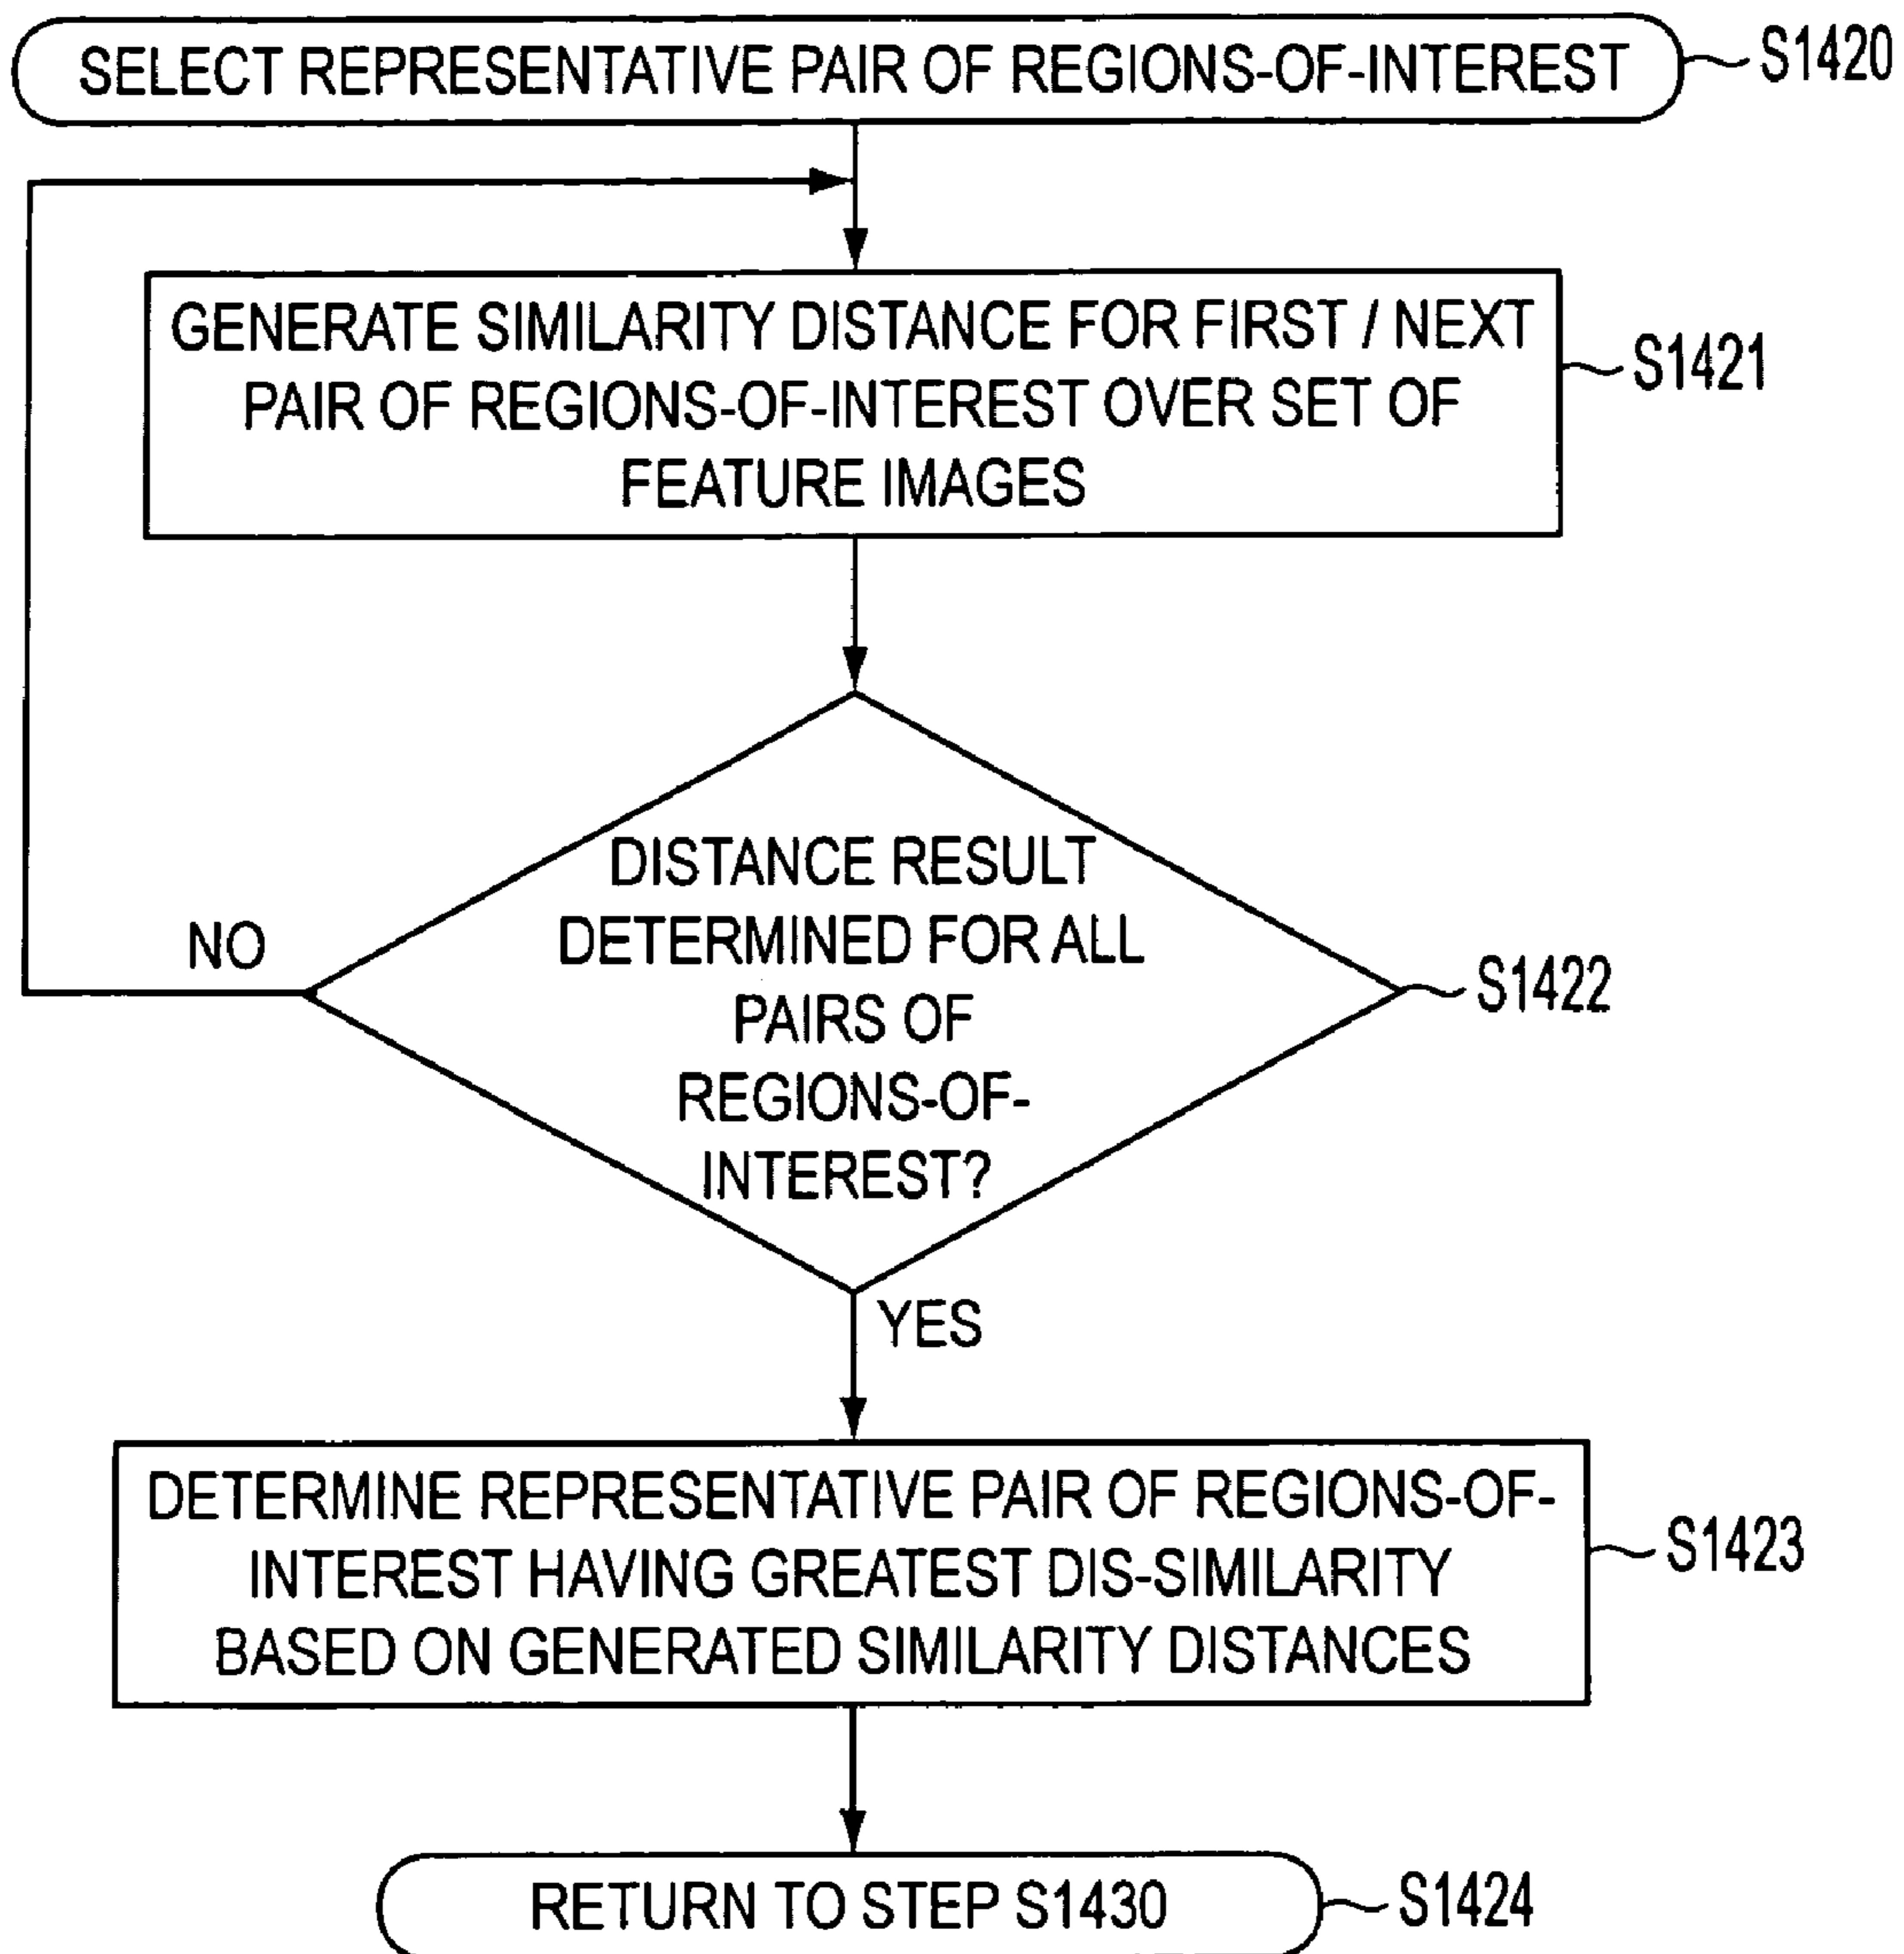 SELECT REPRESENTATIVE PAIR OF REGIONS-OF-INTEREST
S1420
GENERATE SIMILARITY DISTANCE FOR FIRST / NEXT
PAIR OF REGIONS-OF-INTEREST OVER SET OF
FEATURE IMAGES
S1421
DISTANCE RESULT
DETERMINED FOR ALL
PAIRS OF
REGIONS-OF-
INTEREST?
S1422
NO
YES
DETERMINE REPRESENTATIVE PAIR OF REGIONS-OF-
INTEREST HAVING GREATEST DIS-SIMILARITY
BASED ON GENERATED SIMILARITY DISTANCES
S1423
RETURN TO STEP S1430
S1424